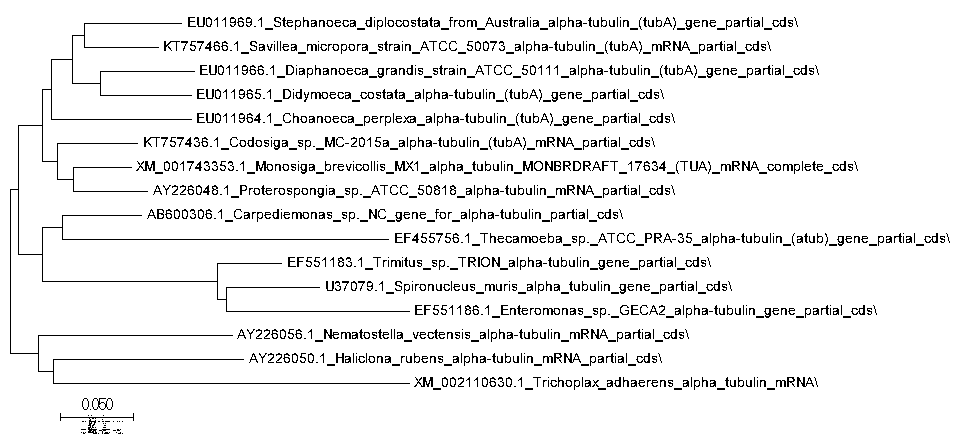 EU011969.1_Stephanoeca_diplocostata_from_Australia_alpha-tubulin_(tubA)_gene_partial_cds\
KT757466.1_Savillea_micropora_strain_ATCC_50073_alpha-tubulin_(tubA)_mRNA_partial_cds\
EU011966.1_Diaphanoeca_grandis_strain_ATCC_50111_alpha-tubulin_(tubA)_gene_partial_cds\
EU011965.1_Didymoeca_costata_alpha-tubulin_(tubA)_gene_partial_cds\
EU011964.1_Choanoeca_perplexa_alpha-tubulin_(tubA)_gene_partial_cds\
KT757436.1_Codosiga_sp._MC-2015a_alpha-tubulin_(tubA)_mRNA_partial_cds\
XM_001743353.1_Monosiga_brevicollis_MX1_alpha_tubulin_MONBRDRAFT_17634_(TUA)_mRNA_complete_cds\
AY226048.1_Proterospongia_sp._ATCC_50818_alpha-tubulin_mRNA_partial_cds\
AB600306.1_Carpediemonas_sp._NC_gene_for_alpha-tubulin_partial_cds\
EF455756.1_Thecamoeba_sp._ATCC_PRA-35_alpha-tubulin_(atub)_gene_partial_cds\
EF551183.1_Trimitus_sp._TRION_alpha-tubulin_gene_partial_cds\
U37079.1_Spironucleus_muris_alpha_tubulin_gene_partial_cds\
EF551186.1_Enteromonas_sp._GECA2_alpha-tubulin_gene_partial_cds\
AY226056.1_Nematostella_vectensis_alpha-tubulin_mRNA_partial_cds\
AY226050.1_Haliclona_rubens_alpha-tubulin_mRNA_partial_cds\
XM_002110630.1_Trichoplax_adhaerens_alpha_tubulin_mRNA\
0.050